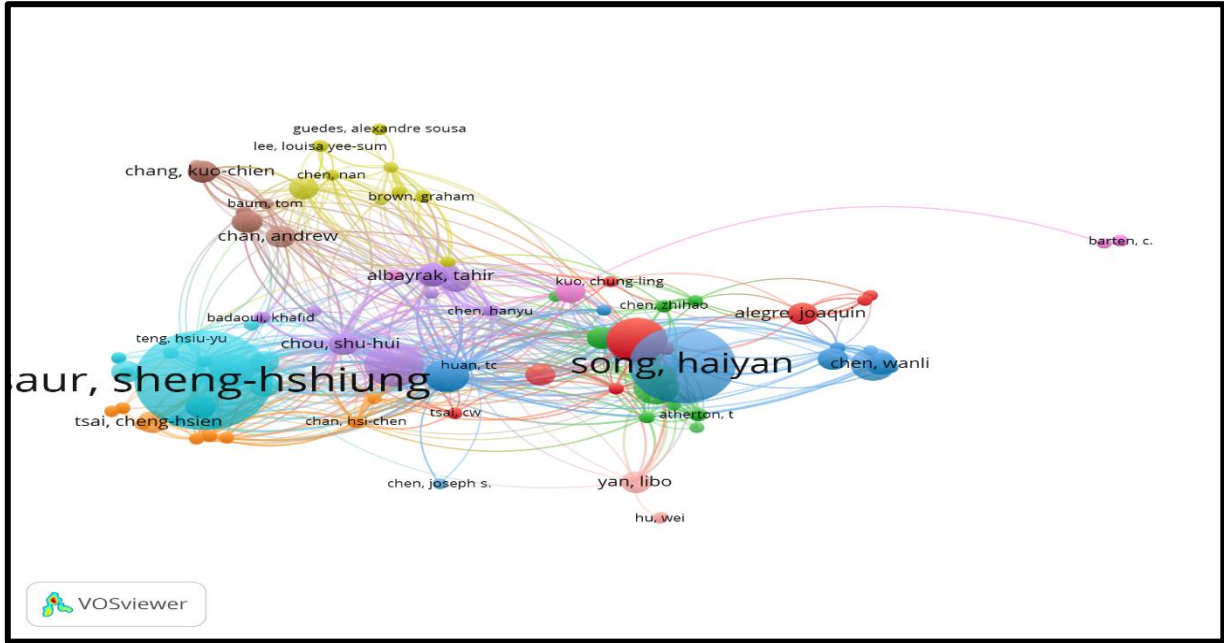 guedes, alexandre sousa
lee, louisa yee-sum
chang, kuo-chien
chen, nan
brown, graham
baum, tom
chan, andrew
barten, c.
albayrak, tahir
kuo, chung-ling
chen, hanyu
chen, zhihao
badaoui, khafid
alegre, joaquin
teng, hsiu-yu
chou, shu-hui
huan, tc
song, haiyan
chen, wanli
saur, sheng-hshiung
tsai, cw
atherton, t
tsai, cheng-hsien
chan, hsi-chen
chen, joseph s.
yan, libo
hu, wei
VOSviewer